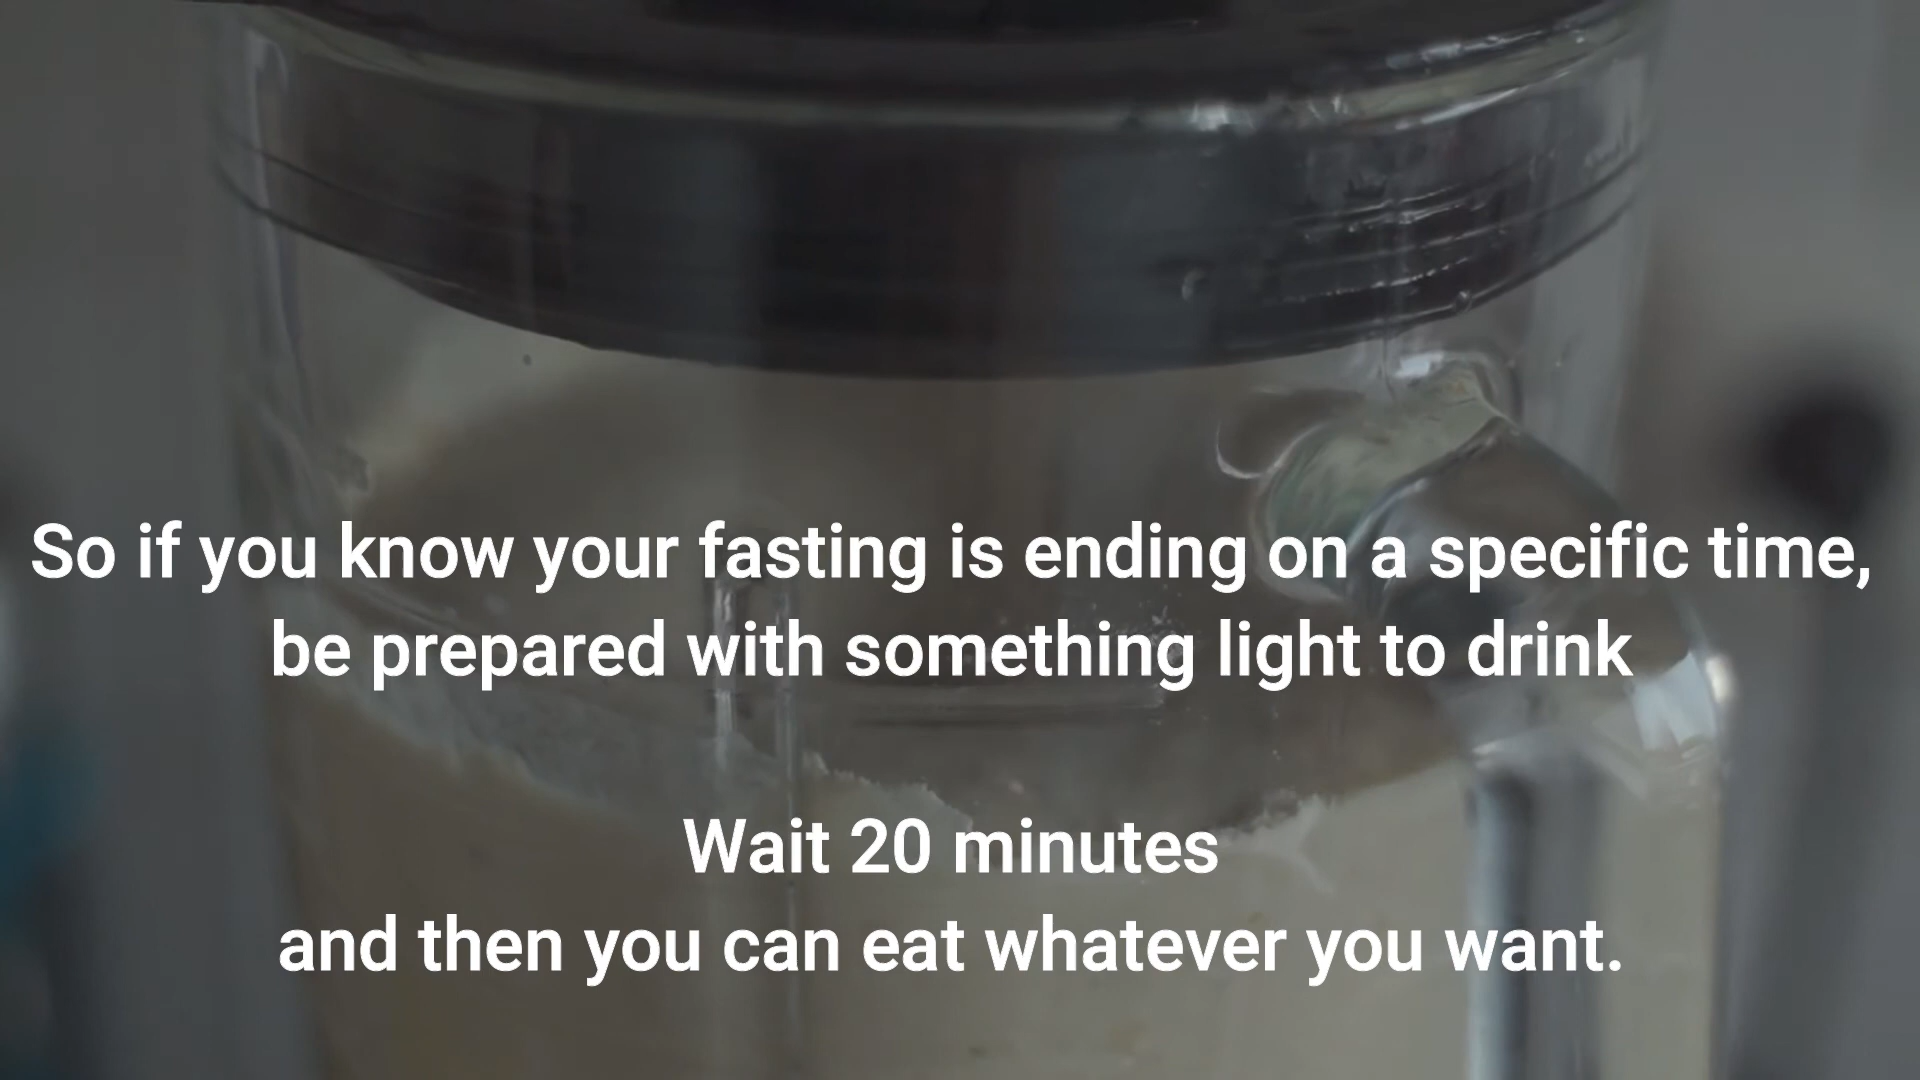 So if you know your fasting is ending on a specific time,
be prepared with something light to drink
Wait 20 minutes
and then you can eat whatever you want.